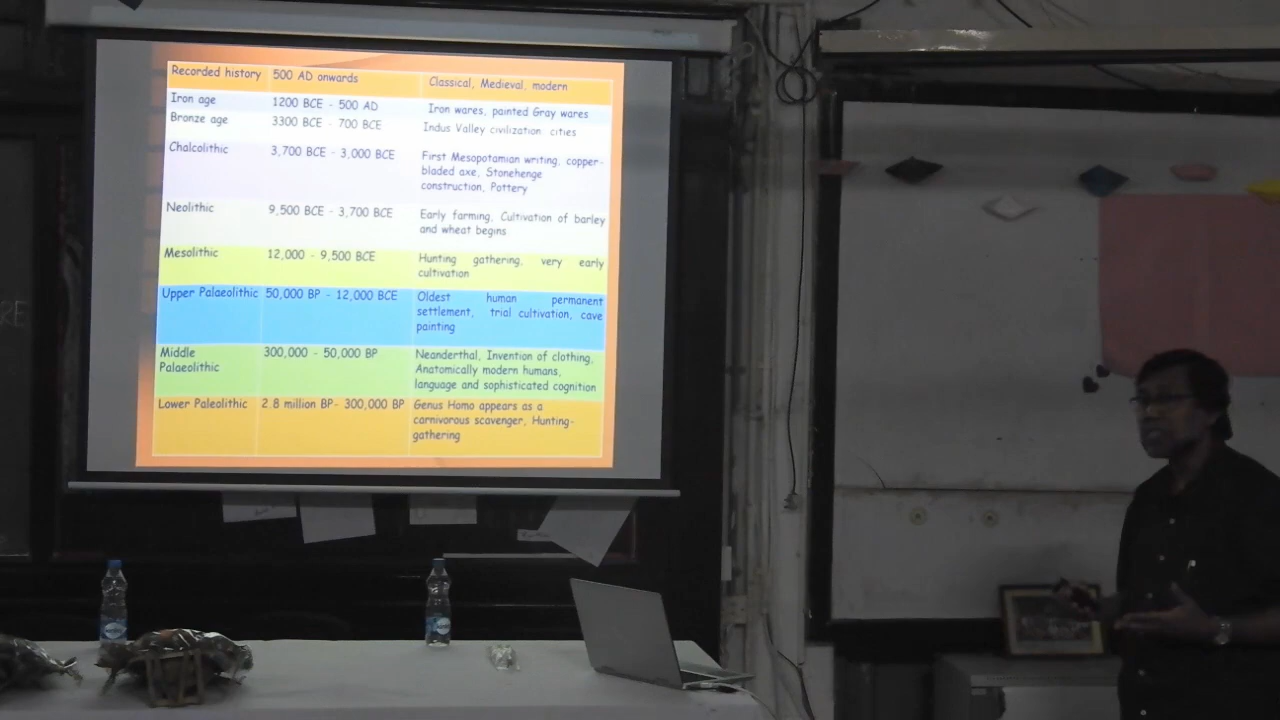 Recorded history 500 AD onwards Classical, Medieval, modern
Iron age 1200 BCE - 500 AD Iron wares, painted Gray wares
Bronze age 3300 BCE - 700 BCE Indus Valley civilization, cities
Chalcolithic 3,700 BCE - 3,000 BCE First Mesopotamian writing, copper-
bladed axe, Stonehenge
construction, Pottery
Neolithic 9,500 BCE - 3,700 BCE Early farming, Cultivation of barley
and wheat begins
Mesolithic 12,000 - 9,500 BCE Hunting gathering, very early
cultivation
Upper Palaeolithic 50,000 BP - 12,000 BCE Oldest human permanent
settlement, trial cultivation, cave
painting
Middle 300,000 - 50,000 BP Neanderthal, Invention of clothing,
Palaeolithic Anatomically modern humans,
language and sophisticated cognition
Lower Paleolithic 2.8 million BP- 300,000 BP Genus Homo appears as a
carnivorous scavenger, Hunting-
gathering